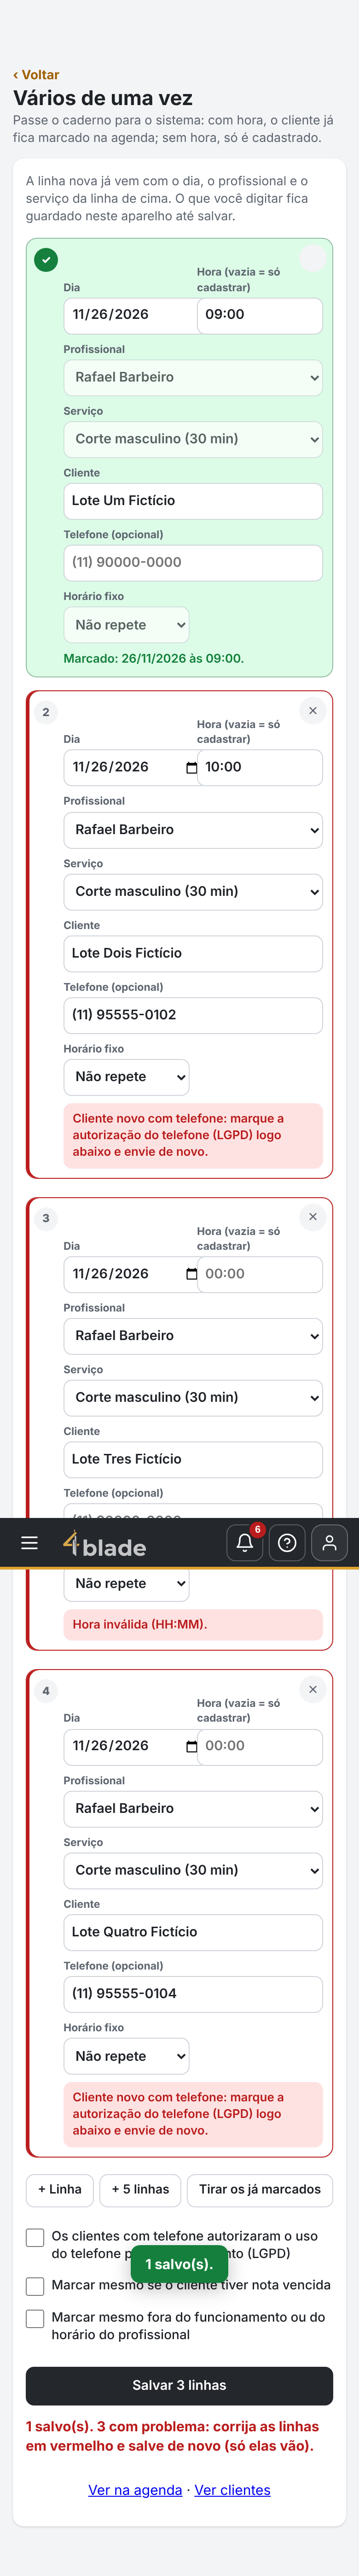 ‹ Voltar
Vários de uma vez
Passe o caderno para o sistema: com hora, o cliente já
fica marcado na agenda; sem hora, só é cadastrado.
A linha nova já vem com o dia, o profissional e o
serviço da linha de cima. O que você digitar fica
guardado neste aparelho até salvar.
Dia
Hora (vazia = só
cadastrar)
11/26/2026
09:00
Profissional
Rafael Barbeiro
Serviço
Corte masculino (30 min)
Cliente
Lote Um Fictício
Telefone (opcional)
(11) 90000-0000
Horário fixo
Não repete
Marcado: 26/11/2026 às 09:00.
2
×
Dia
Hora (vazia = só
cadastrar)
11/26/2026
10:00
Profissional
Rafael Barbeiro
Serviço
Corte masculino (30 min)
Cliente
Lote Dois Fictício
Telefone (opcional)
(11) 95555-0102
Horário fixo
Não repete
Cliente novo com telefone: marque a
autorização do telefone (LGPD) logo
abaixo e envie de novo.
3
×
Dia
Hora (vazia = só
cadastrar)
11/26/2026
00:00
Profissional
Rafael Barbeiro
Serviço
Corte masculino (30 min)
Cliente
Lote Tres Fictício
Telefone (opcional)
4blade
6
Não repete
Hora inválida (HH:MM).
4
×
Dia
Hora (vazia = só
cadastrar)
11/26/2026
00:00
Profissional
Rafael Barbeiro
Serviço
Corte masculino (30 min)
Cliente
Lote Quatro Fictício
Telefone (opcional)
(11) 95555-0104
Horário fixo
Não repete
Cliente novo com telefone: marque a
autorização do telefone (LGPD) logo
abaixo e envie de novo.
+ Linha
+ 5 linhas
Tirar os já marcados
Os clientes com telefone autorizaram o uso
do telefone (LGPD)
1 salvo(s).
Marcar mesmo se o cliente tiver nota vencida
Marcar mesmo fora do funcionamento ou do
horário do profissional
Salvar 3 linhas
1 salvo(s). 3 com problema: corrija as linhas
em vermelho e salve de novo (só elas vão).
Ver na agenda · Ver clientes